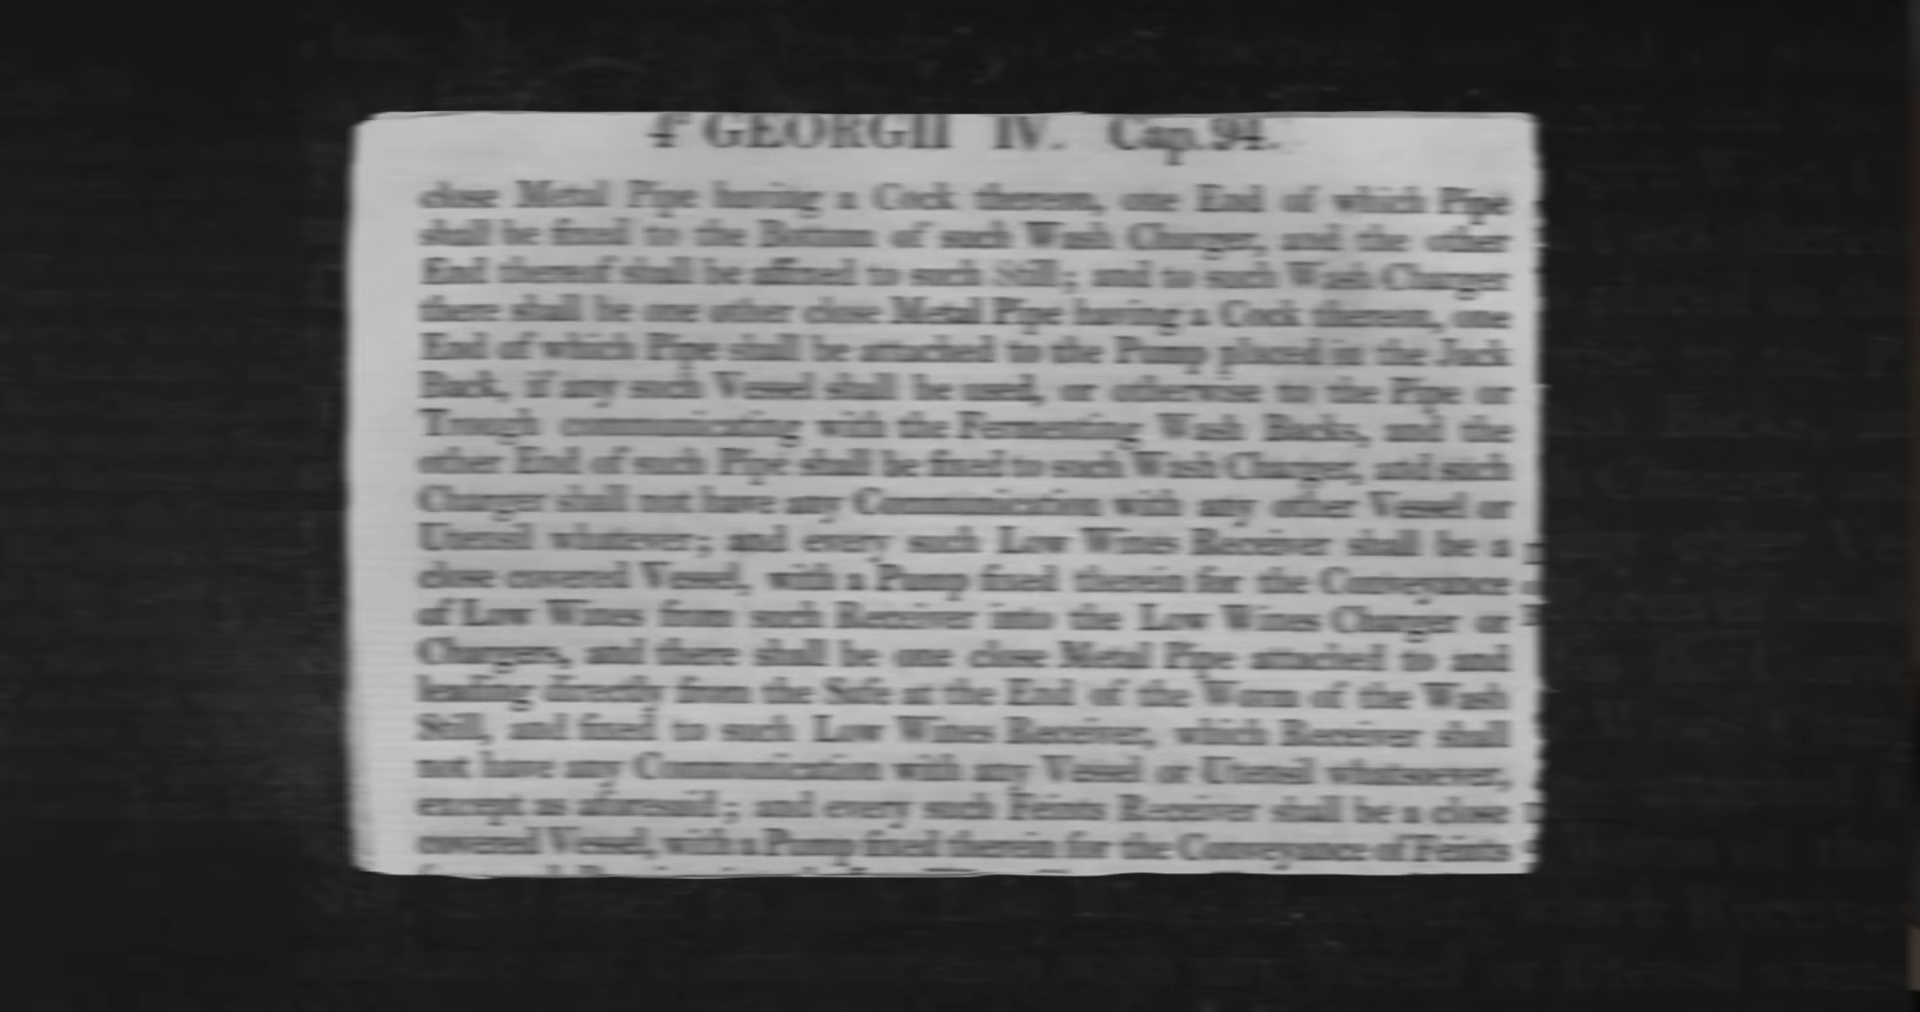 4° GEORGII IV. Cap.94.
close Metal Pipe having a Cock thereon, one End of which Pipe
shall be fixed to the Bottom of such Wash Charger, and the other
End thereof shall be affixed to such Still; and to such Wash Charger
there shall be one other close Metal Pipe having a Cock thereon, one
End of which Pipe shall be attached to the Pump placed in the Jack
Back, if any such Vessel shall be used, or otherwise to the Pipe or
Trough communicating with the Fermenting Wash Backs, and the
other End of such Pipe shall be fixed to such Wash Charger, and such
Charger shall not have any Communication with any other Vessel or
Utensil whatever; and every such Low Wines Receiver shall be a
close covered Vessel, with a Pump fixed therein for the Conveyance
of Low Wines from such Receiver into the Low Wines Charger or
Chargers, and there shall be one close Metal Pipe attached to and
leading directly from the Safe at the End of the Worm of the Wash
Still, and fixed to such Low Wines Receiver, which Receiver shall
not have any Communication with any Vessel or Utensil whatsoever,
except as aforesaid; and every such Feints Receiver shall be a close
covered Vessel, with a Pump fixed therein for the Conveyance of Feints